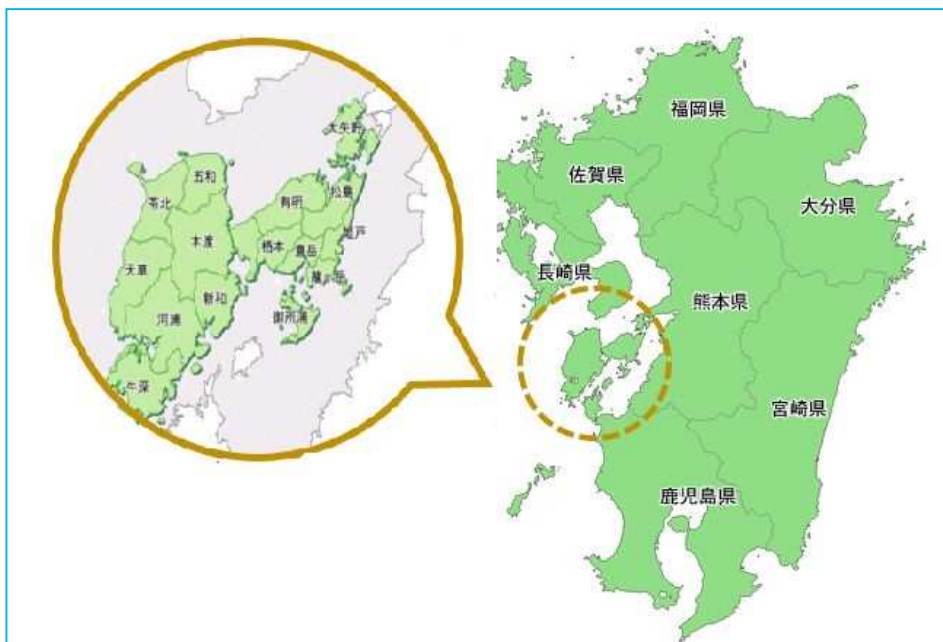 大矢野
五和
苓北
有明
松島
本渡
栖本
倉岳
姫戸
龍ヶ岳
天草
新和
河浦
御所浦
牛深
福岡県
佐賀県
大分県
長崎県
熊本県
宮崎県
鹿児島県